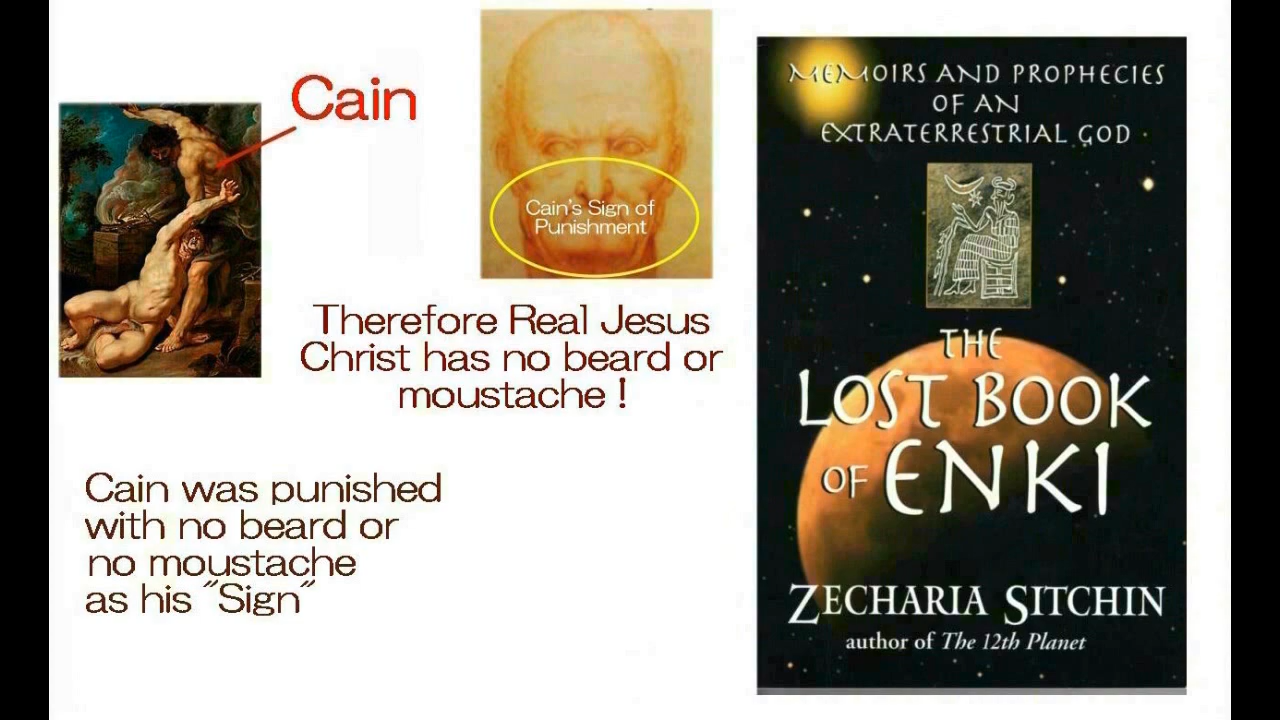 Cain
Cain's Sign of
Punishment
Therefore Real Jesus
Christ has no beard or
moustache !
Cain was punished
with no beard or
no moustache
as his "Sign"
MEMOIRS AND PROPHECIES
OF AN
EXTRATERRESTRIAL GOD
THE
LOST BOOK
OF ENKI
ZECHARIA SITCHIN
author of The 12th Planet